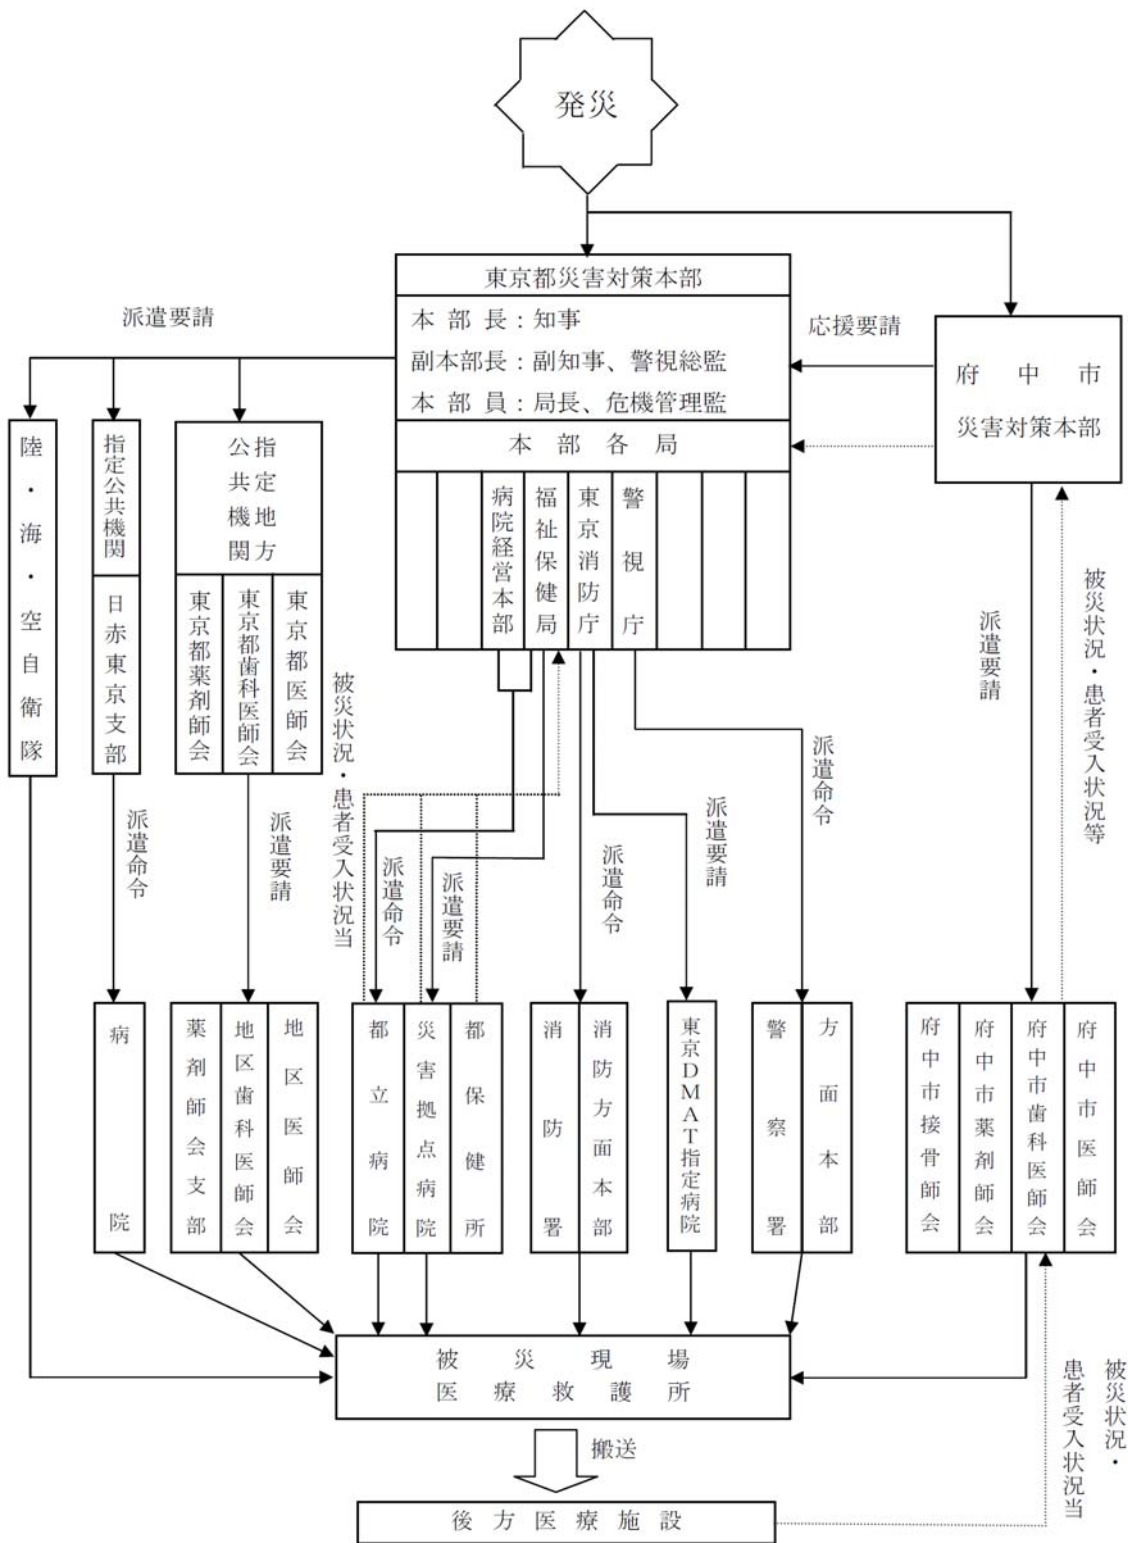 発災
東京都災害対策本部
本部長：知事
副本部長：副知事、警視総監
本部員：局長、危機管理監
本部各局
病院経営本部
福祉保健局
東京消防庁
警視庁
派遣要請
応援要請
府中市
災害対策本部
陸・海・空自衛隊
指定公共機関
日赤東京支部
指定地方
公共機関
東京都薬剤師会
東京都歯科医師会
東京都医師会
被災状況・患者受入状況当
派遣命令
派遣要請
派遣命令
派遣要請
派遣命令
派遣要請
派遣命令
派遣要請
被災状況・患者受入状況等
病院
薬剤師会支部
地区歯科医師会
地区医師会
都立病院
災害拠点病院
都保健所
消防署
消防方面本部
東京DMAT指定病院
警察署
方面本部
府中市接骨師会
府中市薬剤師会
府中市歯科医師会
府中市医師会
被災現場
医療救護所
搬送
後方医療施設
被災状況・
患者受入状況当